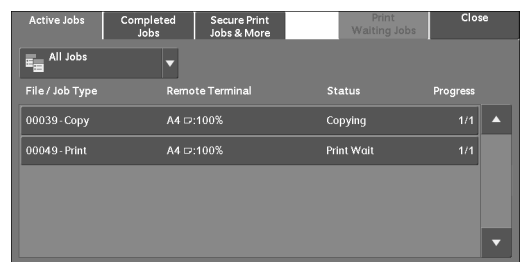 Active Jobs
Completed
Jobs
Secure Print
Jobs & More
Print
Waiting Jobs
Close
All Jobs
File / Job Type Remote Terminal Status Progress
00039 - Copy A4 :100% Copying 1/1
00049 - Print A4 :100% Print Wait 1/1